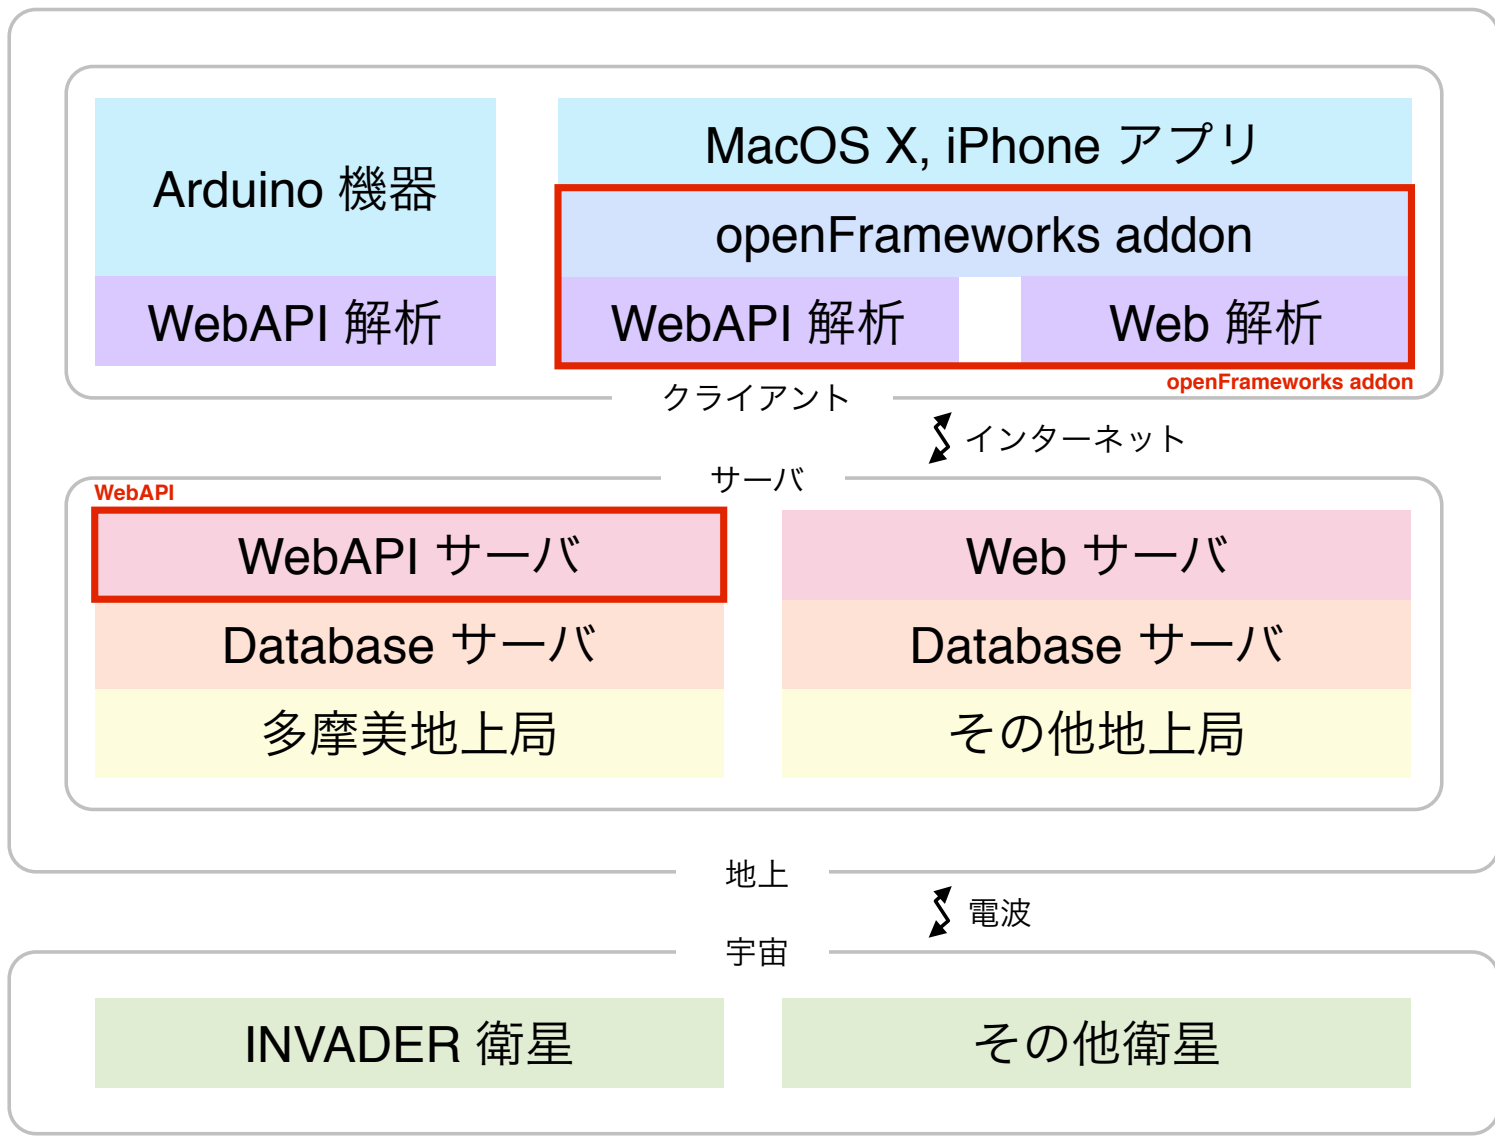 Arduino 機器
WebAPI 解析
MacOS X, iPhone アプリ
openFrameworks addon
WebAPI 解析
Web 解析
openFrameworks addon
クライアント
インターネット
サーバ
WebAPI
WebAPI サーバ
Database サーバ
多摩美地上局
Web サーバ
Database サーバ
その他地上局
地上
電波
宇宙
INVADER 衛星
その他衛星